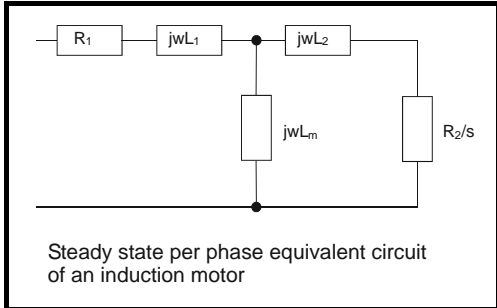 R₁
jwL₁
jwL₂
jwLₘ
R₂/s
Steady state per phase equivalent circuit
of an induction motor